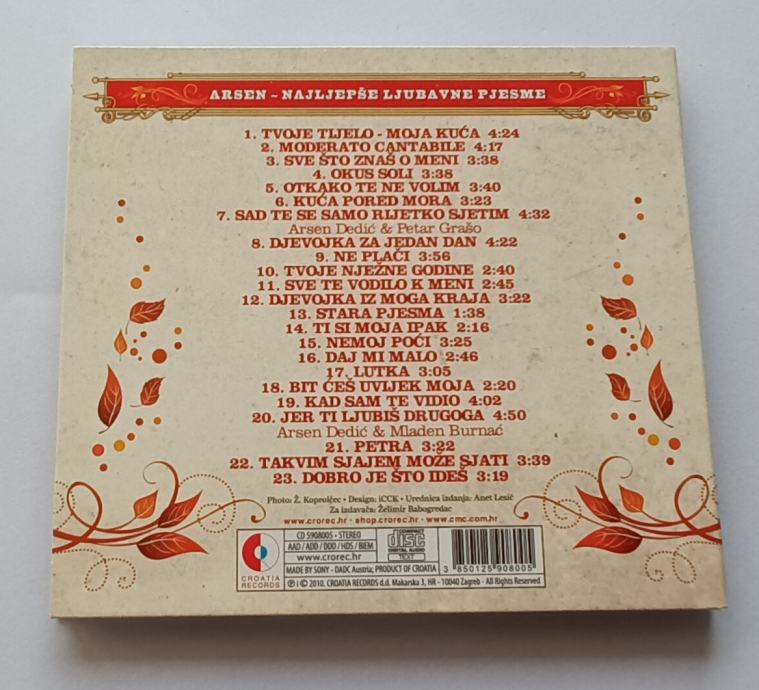 ARSEN ~ NAJLJEPŠE LJUBAVNE PJESME
1. TVOJE TIJELO - MOJA KUĆA 4:24
2. MODERATO CANTABILE 4:17
3. SVE ŠTO ZNAŠ O MENI 3:38
4. OKUS SOLI 3:38
5. OTKAKO TE NE VOLIM 3:40
6. KUĆA PORED MORA 3:23
7. SAD TE SE SAMO RIJETKO SJETIM 4:32
Arsen Dedić & Petar Grašo
8. DJEVOJKA ZA JEDAN DAN 4:22
9. NE PLAČI 3:56
10. TVOJE NJEŽNE GODINE 2:40
11. SVE TE VODILO K MENI 2:45
12. DJEVOJKA IZ MOGA KRAJA 3:22
13. STARA PJESMA 1:38
14. TI SI MOJA IPAK 2:16
15. NEMOJ POĆI 3:25
16. DAJ MI MALO 2:46
17. LUTKA 3:05
18. BIT ĆEŠ UVIJEK MOJA 2:20
19. KAD SAM TE VIDIO 4:02
20. JER TI LJUBIŠ DRUGOGA 4:50
Arsen Dedić & Mladen Burnać
21. PETRA 3:22
22. TAKVIM SJAJEM MOŽE SJATI 3:39
23. DOBRO JE ŠTO IDEŠ 3:19
Photo: Ž. Koprolčec • Design: iCCK • Urednica izdanja: Anet Lesić
Za izdavača: Želimir Babogredac
www.crorec.hr · shop.crorec.hr · www.cmc.com.hr
CROATIA
RECORDS
CD 5908005 • STEREO
AAD / ADD / DDD / HDS / BIEM
www.crorec.hr
COMPACT
disc
DIGITAL AUDIO
TEXT
MADE BY SONY - DADC Austria; PRODUCT OF CROATIA
3 850125 908005
℗ i © 2010. CROATIA RECORDS d.d. Makarska 3, HR - 10040 Zagreb - All Rights Reserved